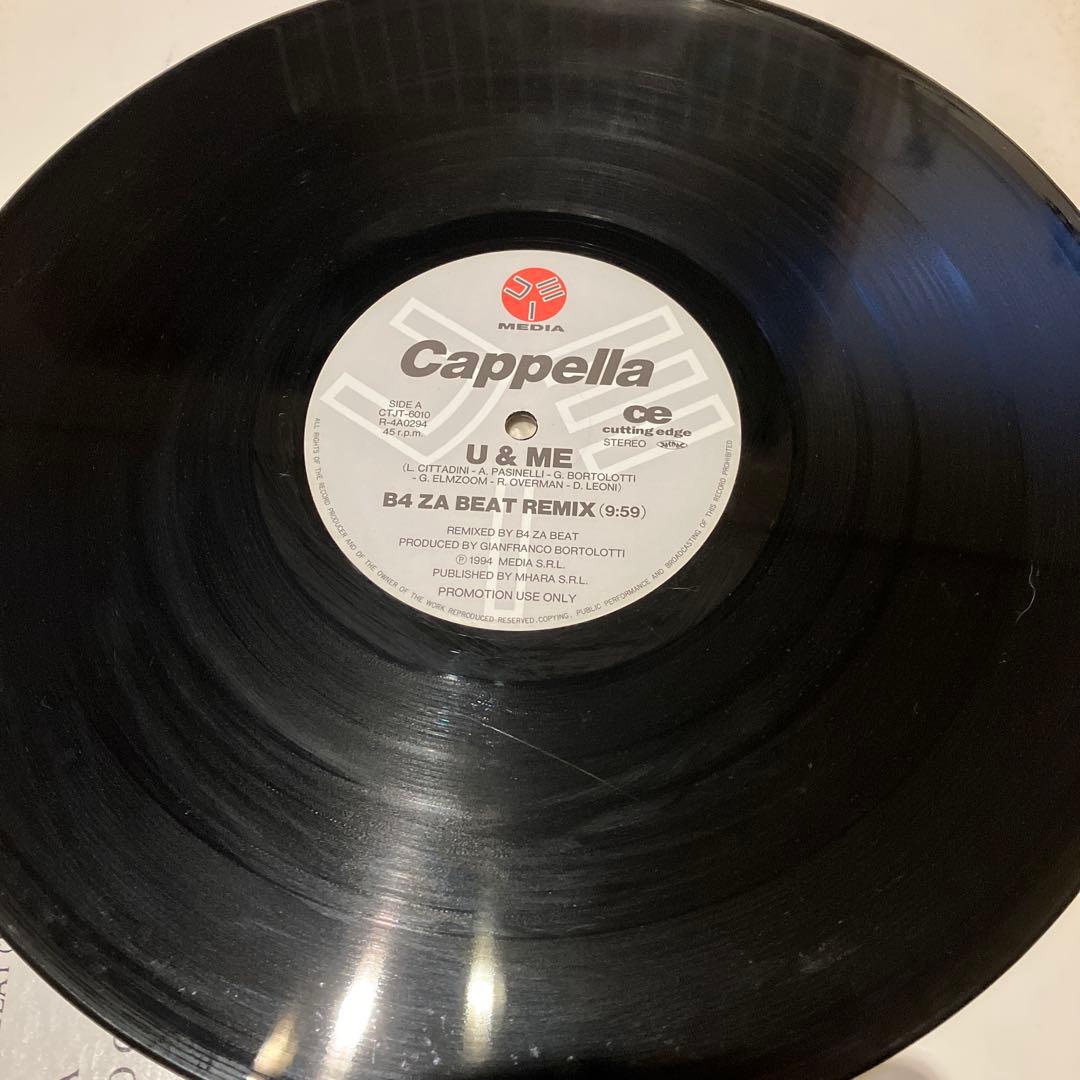 MEDIA
Cappella
SIDE A
CTJT-6010
R-4A0294
45 r.p.m.
ce
cutting edge
STEREO
U & ME
(L. CITTADINI - A. PASINELLI - G. BORTOLOTTI
- G. ELMZOOM - R. OVERMAN - D. LEONI)
B4 ZA BEAT REMIX (9:59)
REMIXED BY B4 ZA BEAT
PRODUCED BY GIANFRANCO BORTOLOTTI
Ⓟ 1994 MEDIA S.R.L.
PUBLISHED BY MHARA S.R.L.
PROMOTION USE ONLY
ALL RIGHTS OF THE RECORD PRODUCER AND OF THE OWNER OF THE WORK REPRODUCED RESERVED. COPYING, PUBLIC PERFORMANCE AND BROADCASTING OF THIS RECORD PROHIBITED